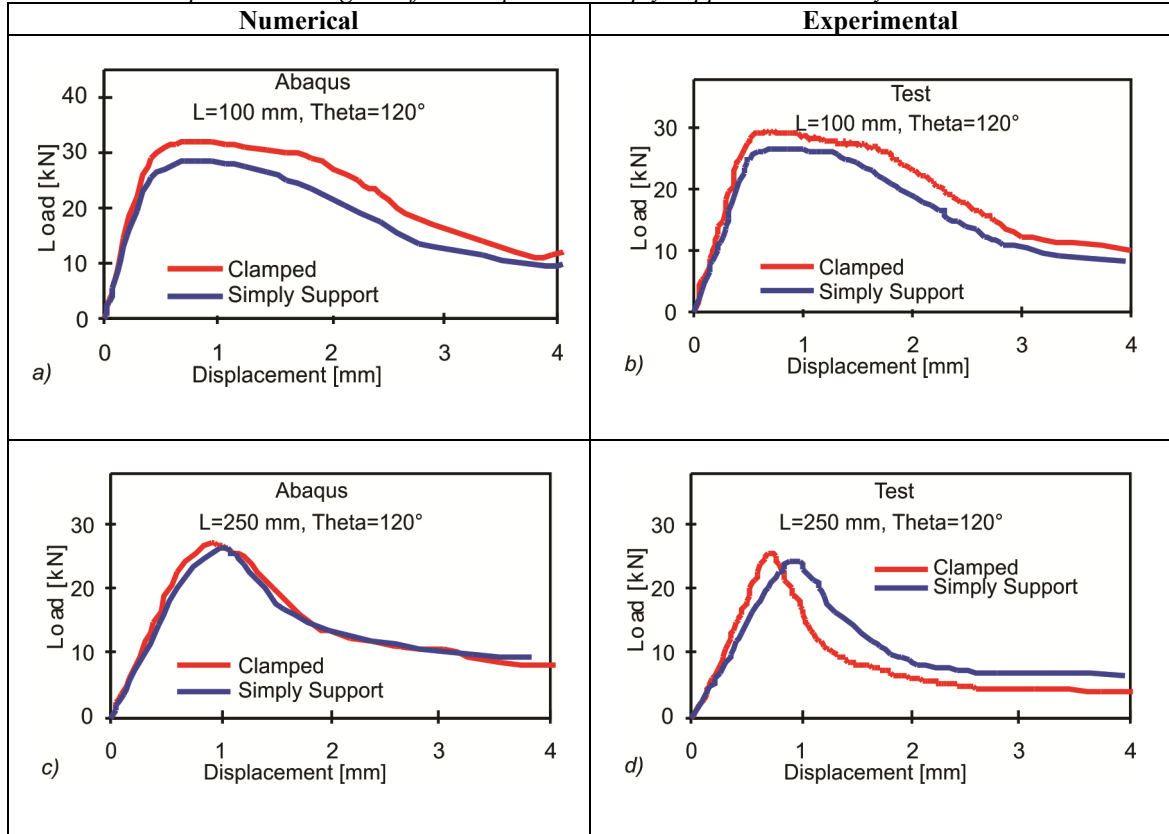 Numerical
Experimental
Abaqus
L=100 mm, Theta=120°
40
30
20
10
0
Load [kN]
Clamped
Simply Support
0 1 2 3 4
Displacement [mm]
a)
Test
L=100 mm, Theta=120°
30
20
10
0
Load [kN]
Clamped
Simply Support
0 1 2 3 4
Displacement [mm]
b)
Abaqus
L=250 mm, Theta=120°
30
20
10
0
Load [kN]
Clamped
Simply Support
0 1 2 3 4
Displacement [mm]
c)
Test
L=250 mm, Theta=120°
30
20
10
0
Load [kN]
Clamped
Simply Support
0 1 2 3 4
Displacement [mm]
d)